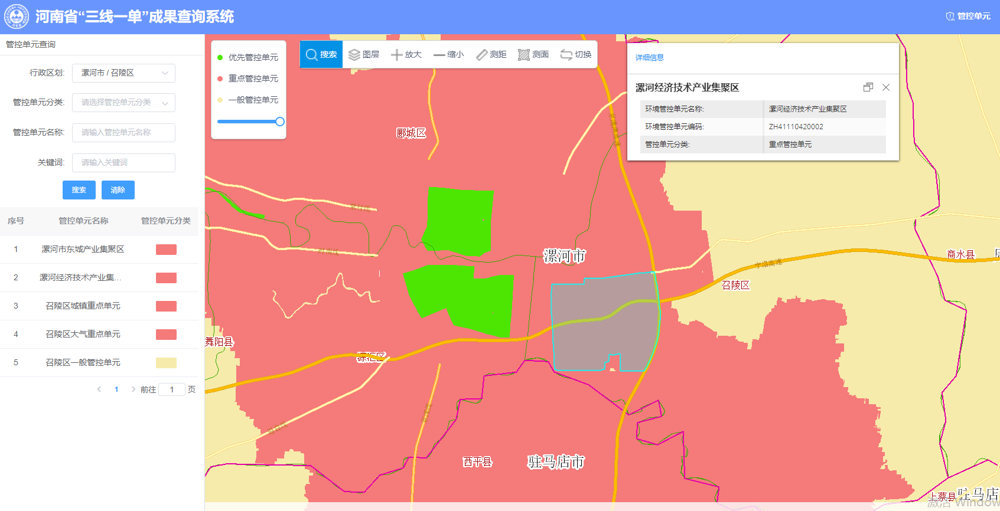 河南省“三线一单”成果查询系统
管控单元
管控单元查询
行政区划: 漯河市 / 召陵区
管控单元分类: 请选择管控单元分类
管控单元名称: 请输入管控单元名称
关键词: 请输入关键词
搜索 清除
序号 管控单元名称 管控单元分类
1 漯河市东城产业集聚区
2 漯河经济技术产业集...
3 召陵区城镇重点单元
4 召陵区大气重点单元
5 召陵区一般管控单元
1 前往 1 页
优先管控单元
重点管控单元
一般管控单元
搜索 图层 放大 缩小 测距 测面 切换
详细信息
漯河经济技术产业集聚区
环境管控单元名称: 漯河经济技术产业集聚区
环境管控单元编码: ZH41110420002
管控单元分类: 重点管控单元
郾城区
漯河市
宁洛高速
商水县
召陵区
舞阳县
源汇区
西平县
驻马店市
上蔡县
驻马店
激活 Window